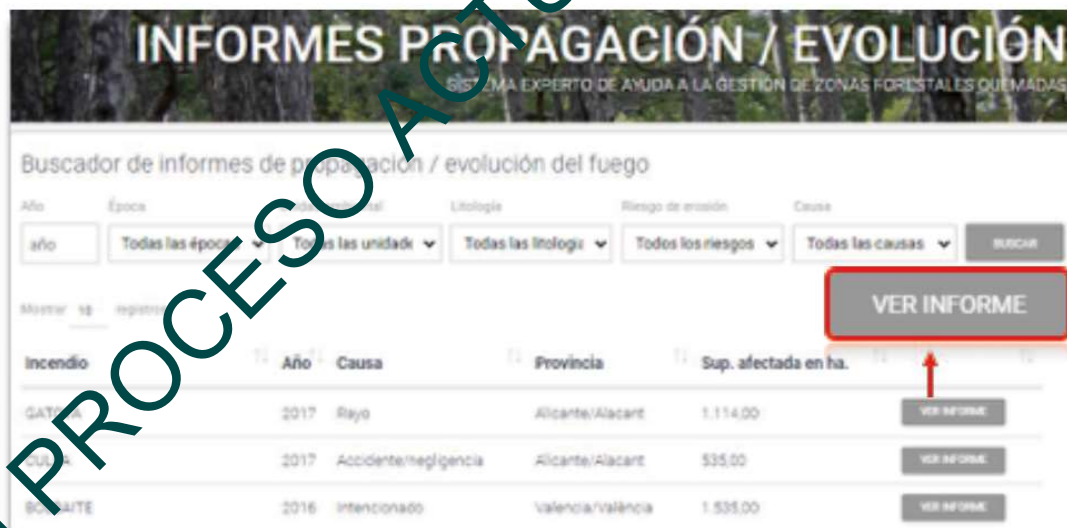 INFORMES PROPAGACIÓN / EVOLUCIÓN
SISTEMA EXPERTO DE AYUDA A LA GESTIÓN DE ZONAS FORESTALES QUEMADAS
PROCESO ACTU
Buscador de informes de propagación / evolución del fuego
Año Época Litología Riesgo de erosión Causa
año Todas las época Todas las unidade Todas las litologia Todos los riesgos Todas las causas BUSCAR
Mostrar 10 registros
VER INFORME
Incendio Año Causa Provincia Sup. afectada en ha.
2017 Rayo Alicante/Alacant 1.114,00 VER INFORME
2017 Accidente/negligencia Alicante/Alacant 535,00 VER INFORME
2016 Intencionado Valencia/València 1.535,00 VER INFORME